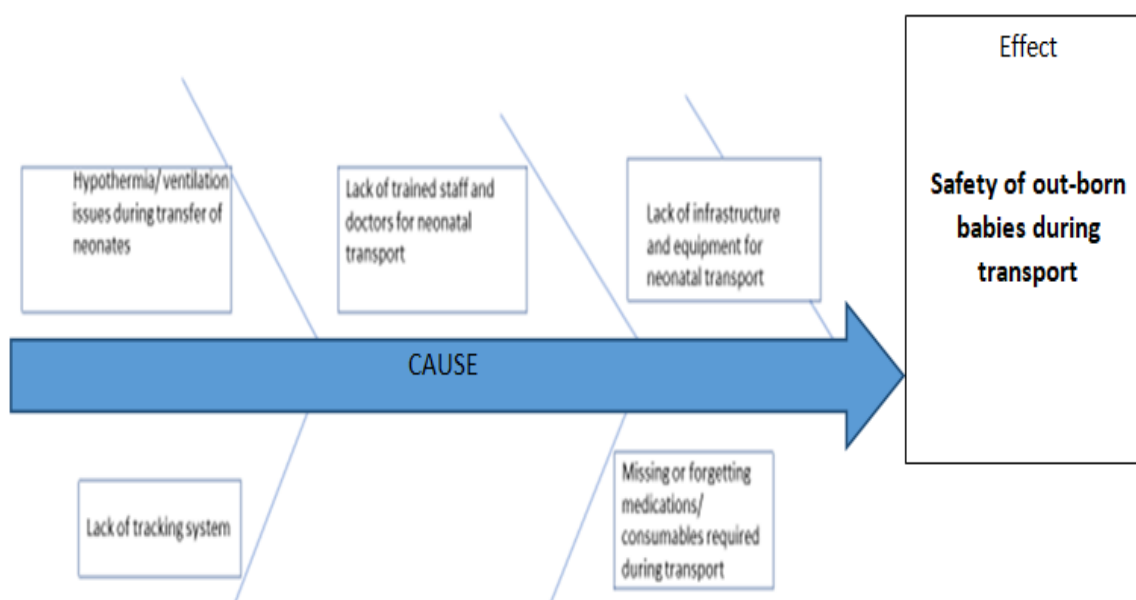 Effect
Safety of out-born
babies during
transport
Hypothermia/ ventilation
issues during transfer of
neonates
Lack of trained staff and
doctors for neonatal
transport
Lack of infrastructure
and equipment for
neonatal transport
CAUSE
Lack of tracking system
Missing or forgetting
medications/
consumables required
during transport